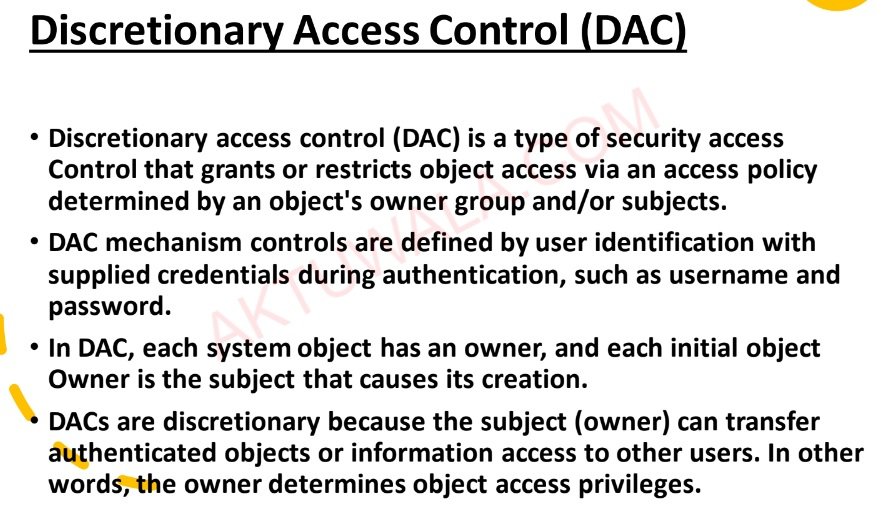 Discretionary Access Control (DAC)
• Discretionary access control (DAC) is a type of security access
Control that grants or restricts object access via an access policy
determined by an object's owner group and/or subjects.
• DAC mechanism controls are defined by user identification with
supplied credentials during authentication, such as username and
password.
• In DAC, each system object has an owner, and each initial object
Owner is the subject that causes its creation.
• DACs are discretionary because the subject (owner) can transfer
authenticated objects or information access to other users. In other
words, the owner determines object access privileges.
AKTUWALA.COM